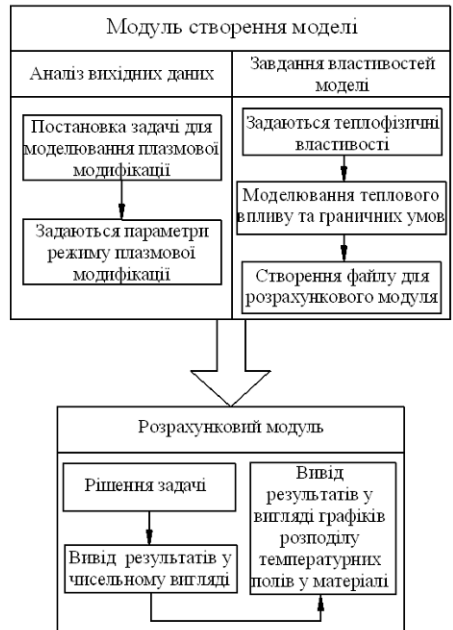 Модуль створення моделі
Аналіз вихідних даних
Завдання властивостей
моделі
Постановка задачі для
моделювання плазмової
модифікації
Задаються параметри
режиму плазмової
модифікації
Задаються теплофізичні
властивості
Моделювання теплового
впливу та граничних умов
Створення файлу для
розрахункового модуля
Розрахунковий модуль
Рішення задачі
Вивід результатів у
чисельному вигляді
Вивід
результатів у
вигляді графіків
розподілу
температурних
полів у матеріалі